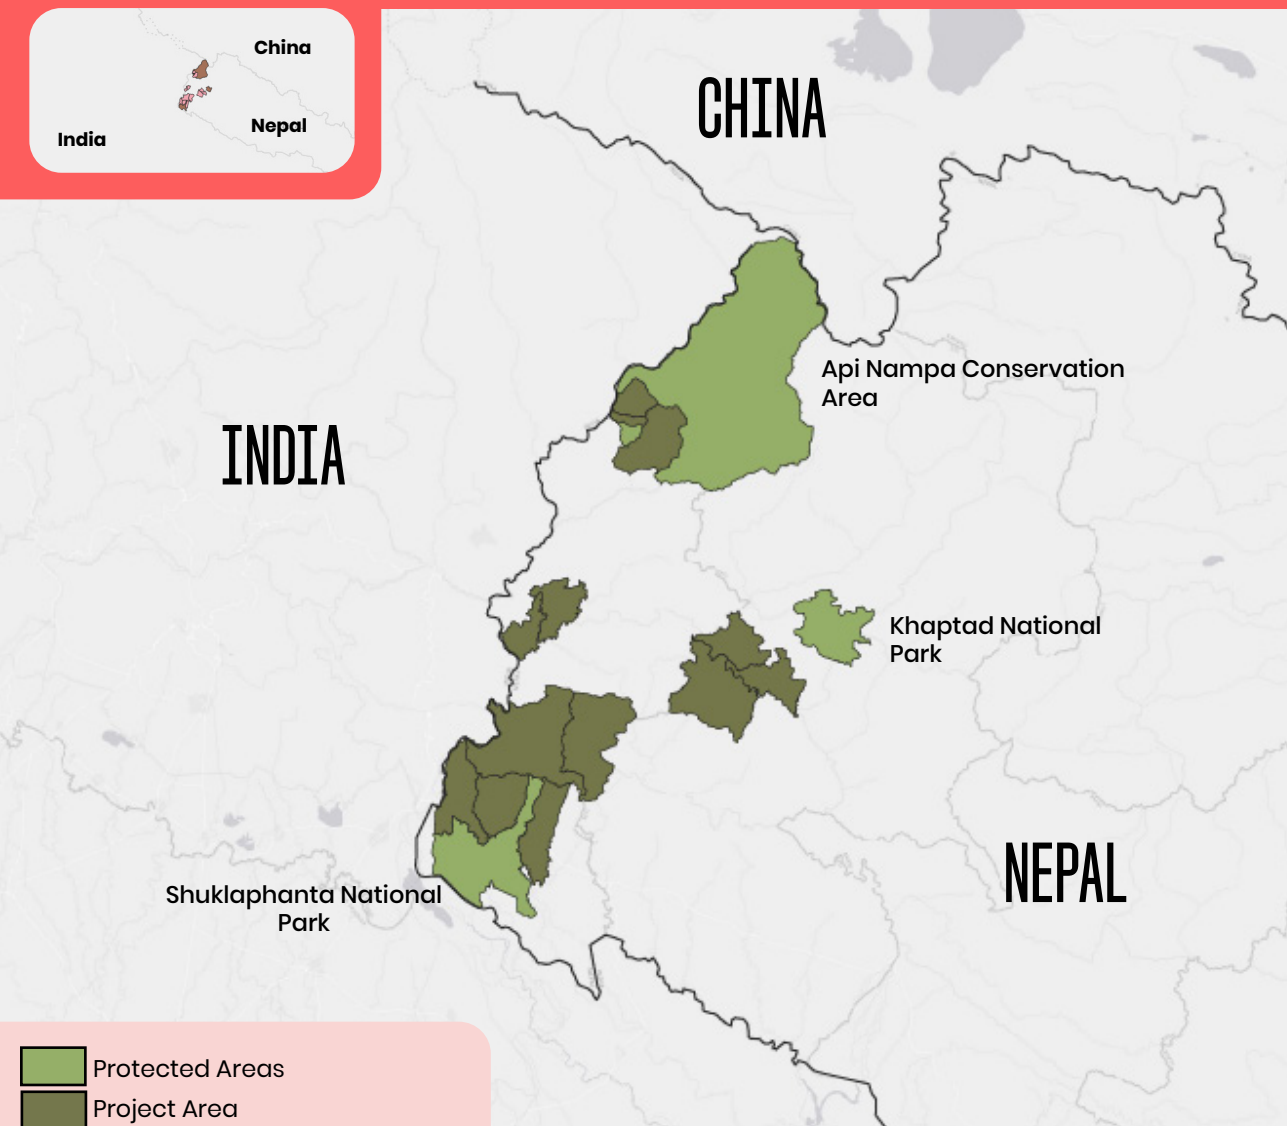 China
Nepal
India
CHINA
Api Nampa Conservation
Area
INDIA
Khaptad National
Park
NEPAL
Shuklaphanta National
Park
Protected Areas
Project Area